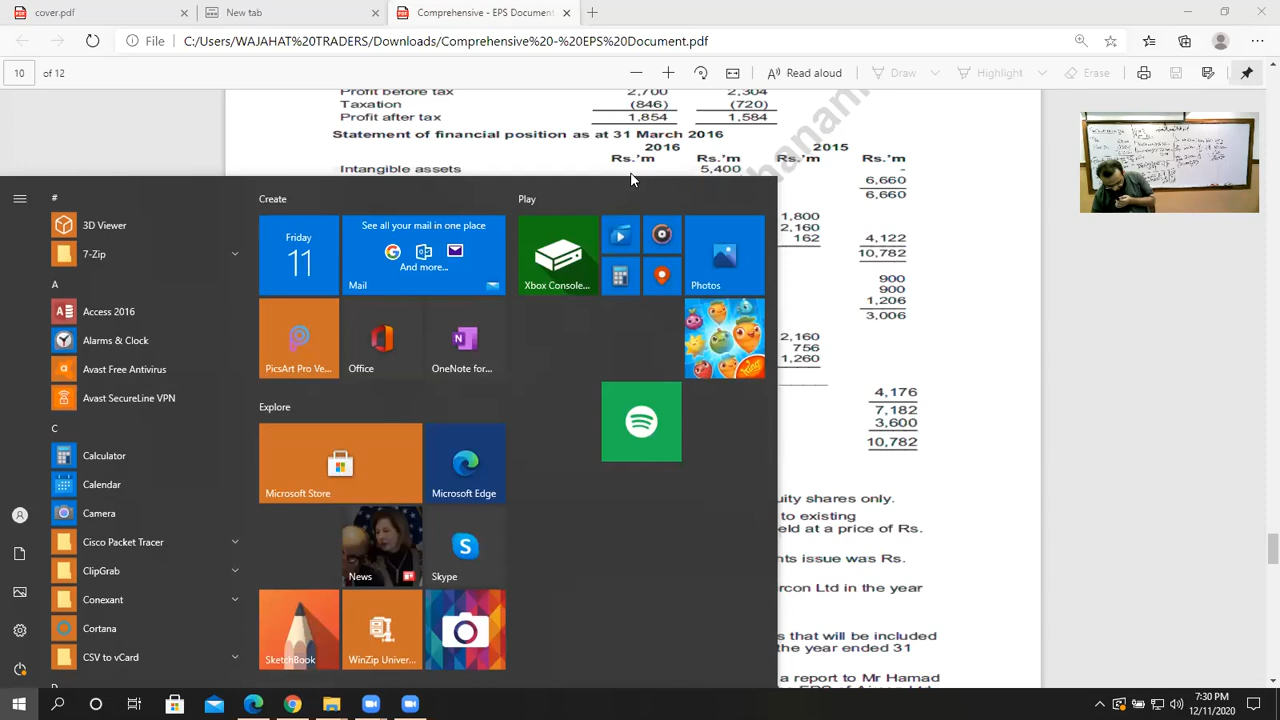 cover.pdf
New tab
Comprehensive - EPS Document.
File C:/Users/WAJAHAT%20TRADERS/Downloads/Comprehensive%20-%20EPS%20Document.pdf
10 of 12
Read aloud Draw Highlight Erase
Profit before tax 2,700 2,304
Taxation (846) (720)
Profit after tax 1,854 1,584
Statement of financial position as at 31 March 2016
2016 2015
Rs.'m Rs.'m Rs.'m Rs.'m
Intangible assets 5,400 -
6,660
6,660
1,800
2,160
162 4,122
10,782
900
900
1,206
3,006
2,160
756
1,260
4,176
7,182
3,600
10,782
uity shares only.
to existing
eld at a price of Rs.
nts issue was Rs.
rcon Ltd in the year
s that will be included
the year ended 31
a report to Mr Hamad
#
3D Viewer
7-Zip
A
Access 2016
Alarms & Clock
Avast Free Antivirus
Avast SecureLine VPN
C
Calculator
Calendar
Camera
Cisco Packet Tracer
ClipGrab
Conexant
Cortana
CSV to vCard
Create
Friday
11
See all your mail in one place
And more...
Mail
PicsArt Pro Ve...
Office
OneNote for...
Explore
Microsoft Store
Microsoft Edge
News
Skype
SketchBook
WinZip Univer...
Play
Xbox Console...
Photos
King
7:30 PM
12/11/2020